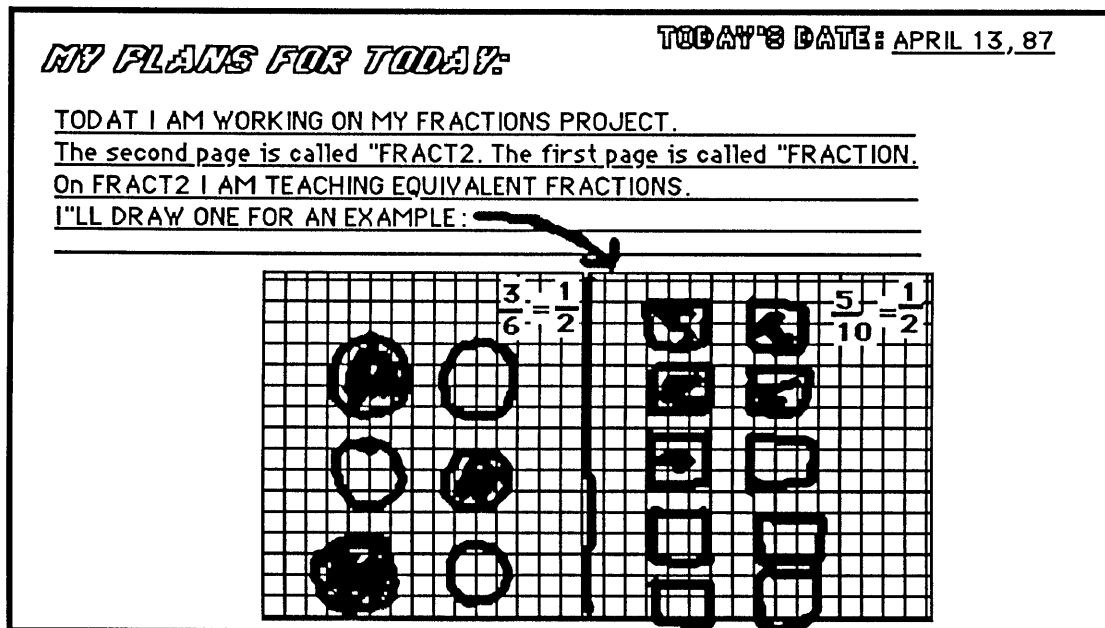 MY PLANS FOR TODAY:
TODAY'S DATE: APRIL 13, 87
TODAT I AM WORKING ON MY FRACTIONS PROJECT.
The second page is called "FRACT2. The first page is called "FRACTION.
On FRACT2 I AM TEACHING EQUIVALENT FRACTIONS.
I"LL DRAW ONE FOR AN EXAMPLE:
3/6 = 1/2
5/10 = 1/2